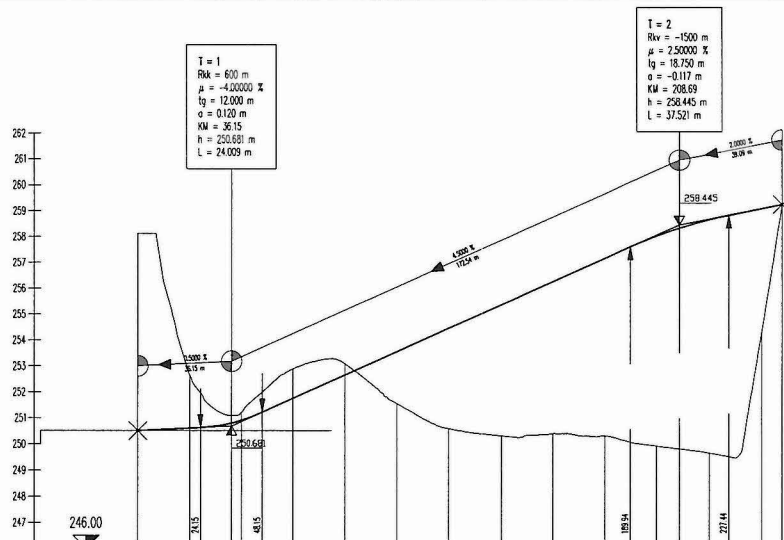 T = 1
Rkk = 600 m
μ = -4.00000 %
tg = 12.000 m
a = 0.120 m
KM = 36.15
h = 250.681 m
L = 24.009 m
T = 2
Rkv = -1500 m
μ = 2.50000 %
tg = 18.750 m
a = -0.117 m
KM = 208.69
h = 258.445 m
L = 37.521 m
262
261
260
259
258
257
256
255
254
253
252
251
250
249
248
247
246.00
0.5000 %
36.15 m
4.5000 %
172.54 m
2.0000 %
39.09 m
258.445
250.681
24.15
48.15
189.94
227.44